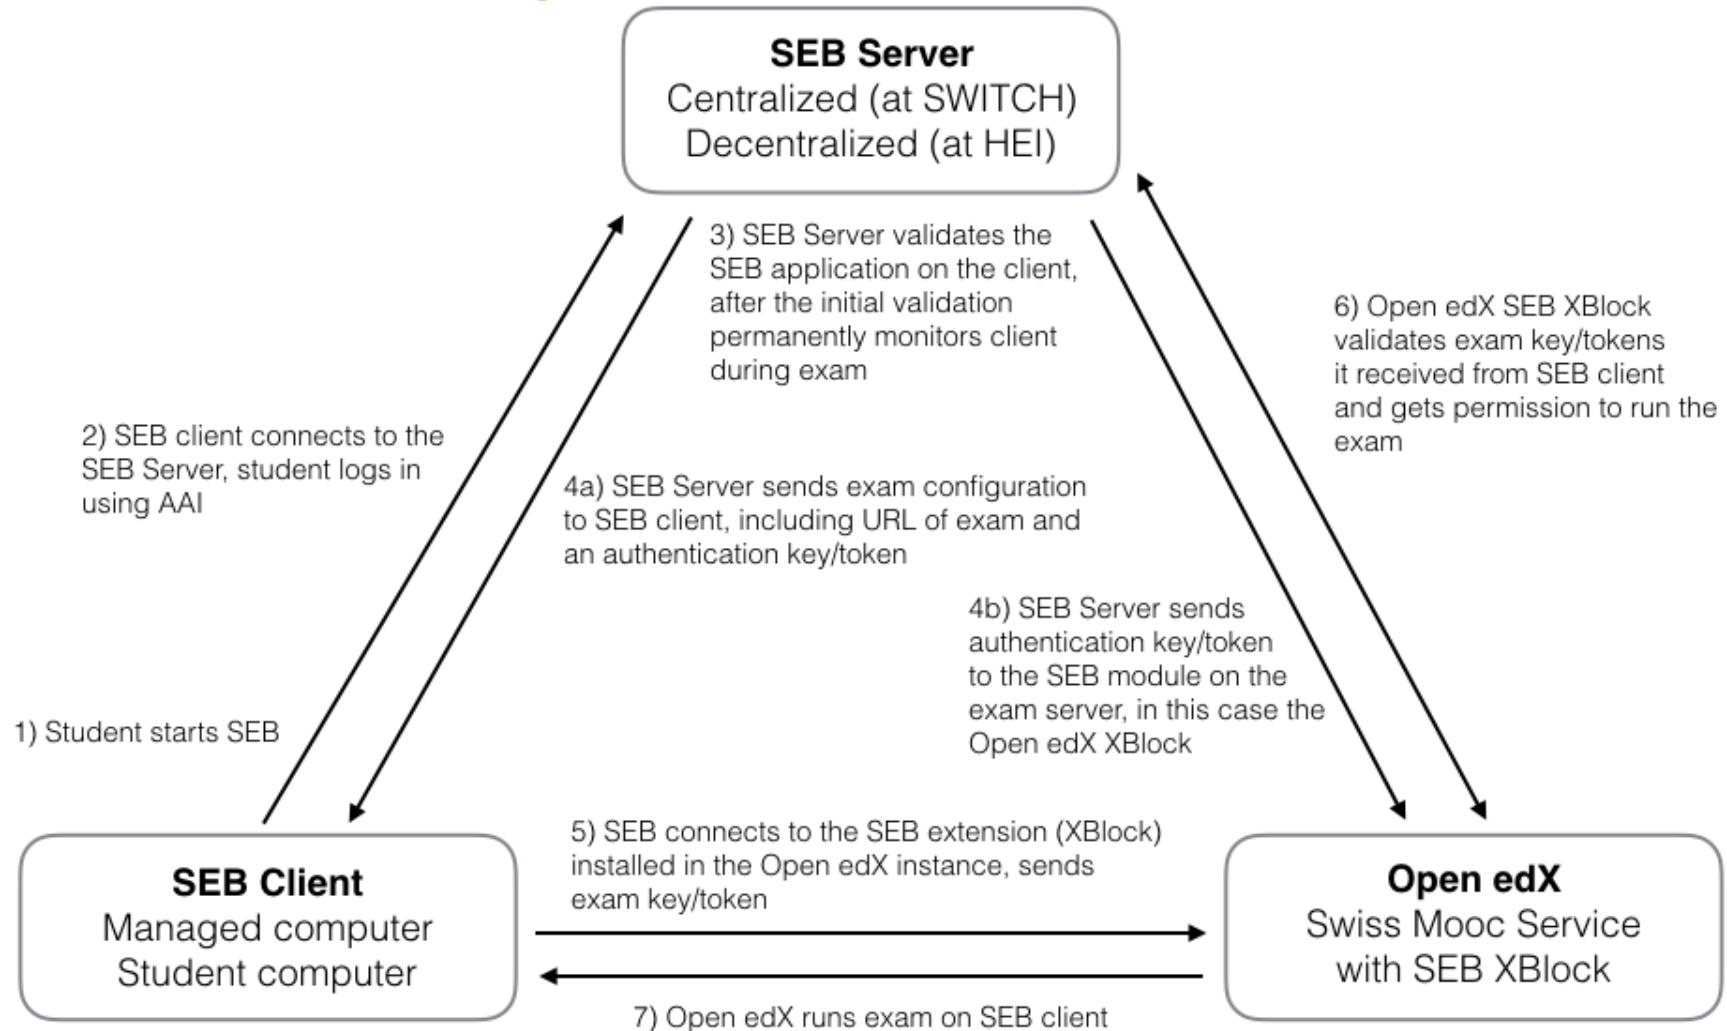 SEB Server
Centralized (at SWITCH)
Decentralized (at HEI)
3) SEB Server validates the
SEB application on the client,
after the initial validation
permanently monitors client
during exam
6) Open edX SEB XBlock
validates exam key/tokens
it received from SEB client
and gets permission to run the
exam
2) SEB client connects to the
SEB Server, student logs in
using AAI
4a) SEB Server sends exam configuration
to SEB client, including URL of exam and
an authentication key/token
4b) SEB Server sends
authentication key/token
to the SEB module on the
exam server, in this case the
Open edX XBlock
1) Student starts SEB
5) SEB connects to the SEB extension (XBlock)
installed in the Open edX instance, sends
exam key/token
SEB Client
Managed computer
Student computer
Open edX
Swiss Mooc Service
with SEB XBlock
7) Open edX runs exam on SEB client